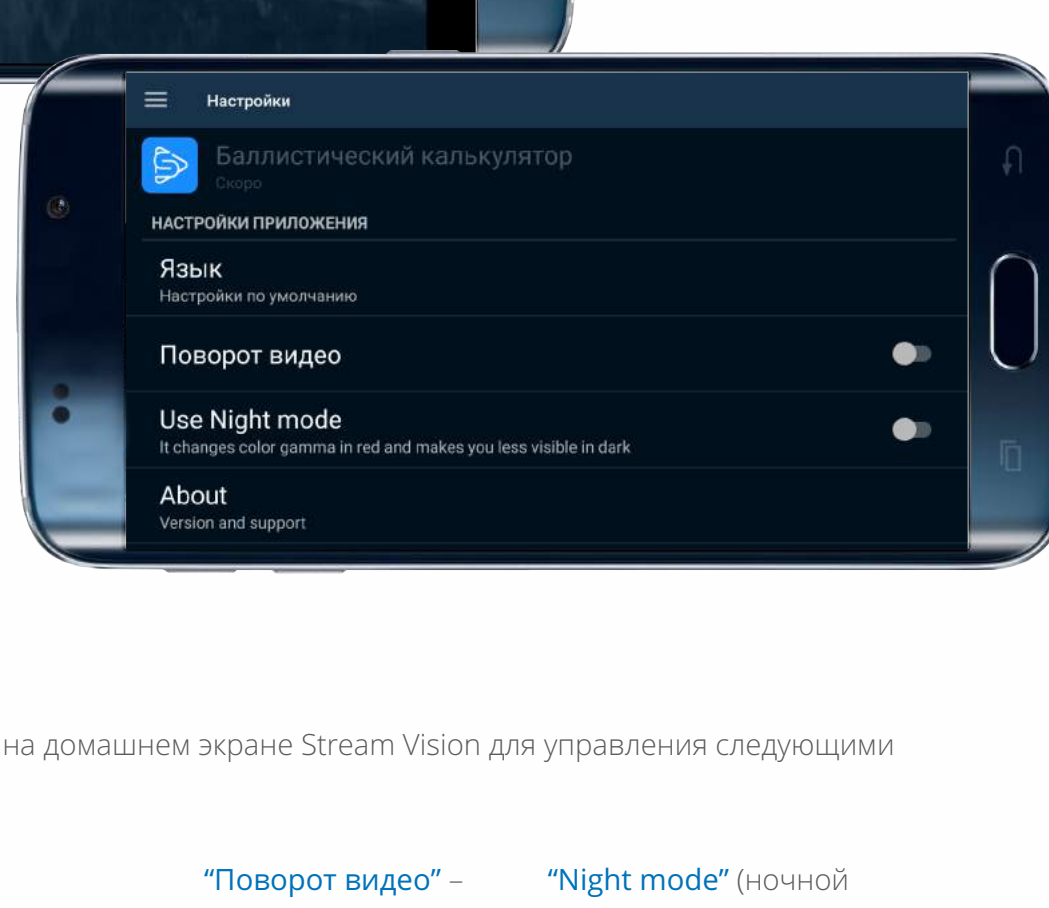 Настройки
Баллистический калькулятор
Скоро
НАСТРОЙКИ ПРИЛОЖЕНИЯ
Язык
Настройки по умолчанию
Поворот видео
Use Night mode
It changes color gamma in red and makes you less visible in dark
About
Version and support
на домашнем экране Stream Vision для управления следующими
“Поворот видео” – “Night mode” (ночной